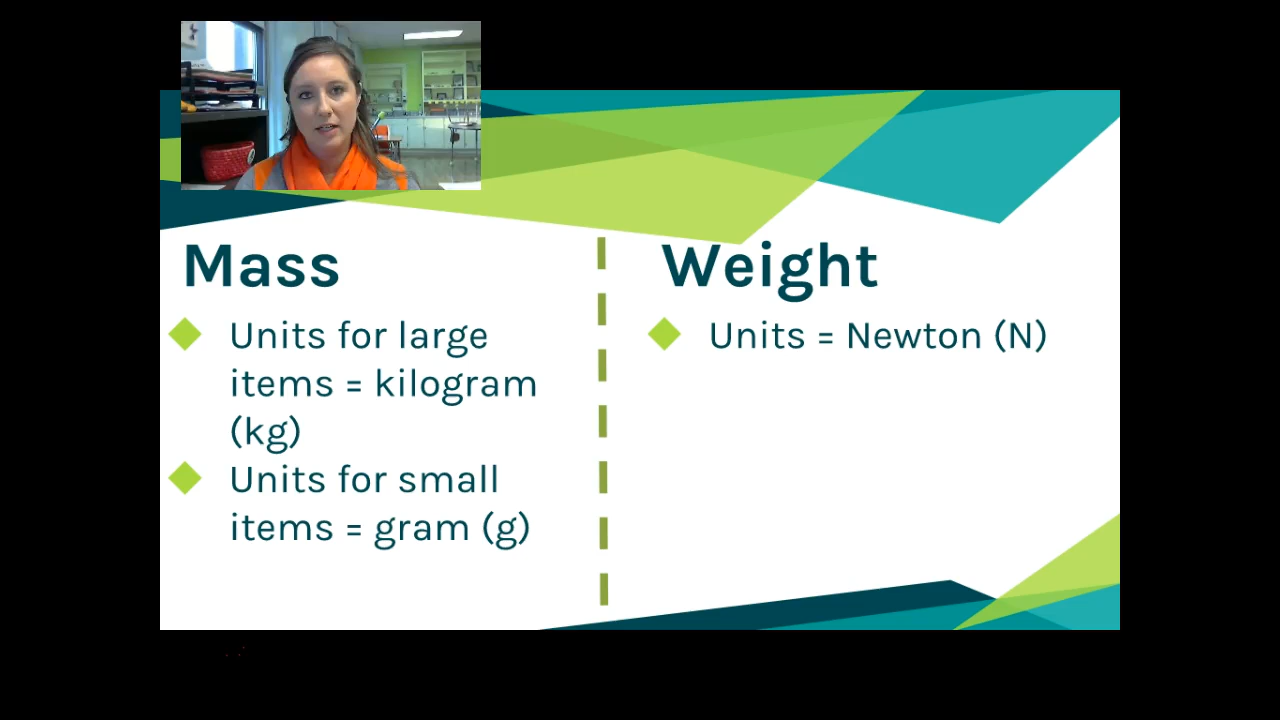 Mass
Units for large
items = kilogram
(kg)
Units for small
items = gram (g)
Weight
Units = Newton (N)